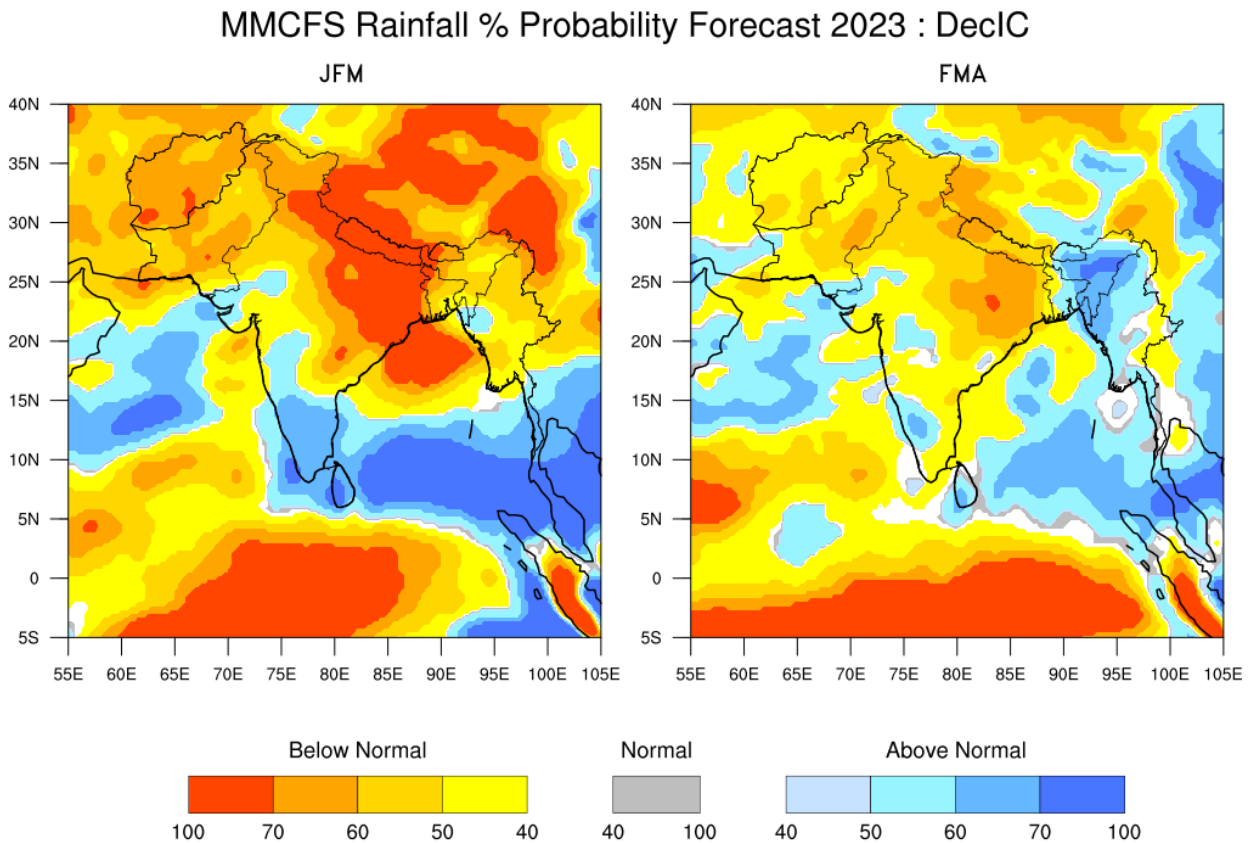 MMCFS Rainfall % Probability Forecast 2023 : DecIC
JFM
FMA
40N
35N
30N
25N
20N
15N
10N
5N
0
5S
55E 60E 65E 70E 75E 80E 85E 90E 95E 100E 105E
40N
35N
30N
25N
20N
15N
10N
5N
0
5S
55E 60E 65E 70E 75E 80E 85E 90E 95E 100E 105E
Below Normal
100 70 60 50 40
Normal
40 100
Above Normal
40 50 60 70 100